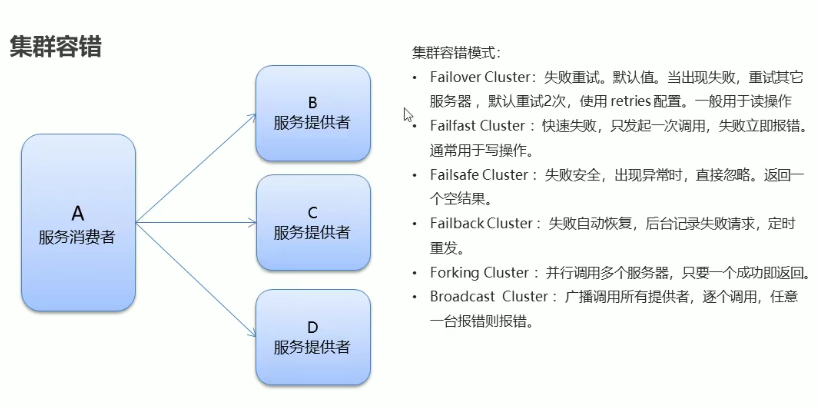 集群容错
A
服务消费者
B
服务提供者
C
服务提供者
D
服务提供者
集群容错模式：
• Failover Cluster：失败重试。默认值。当出现失败，重试其它
服务器 ，默认重试2次，使用 retries 配置。一般用于读操作
• Failfast Cluster ：快速失败，只发起一次调用，失败立即报错。
通常用于写操作。
• Failsafe Cluster ：失败安全，出现异常时，直接忽略。返回一
个空结果。
• Failback Cluster ：失败自动恢复，后台记录失败请求，定时
重发。
• Forking Cluster ：并行调用多个服务器，只要一个成功即返回。
• Broadcast Cluster ：广播调用所有提供者，逐个调用，任意
一台报错则报错。